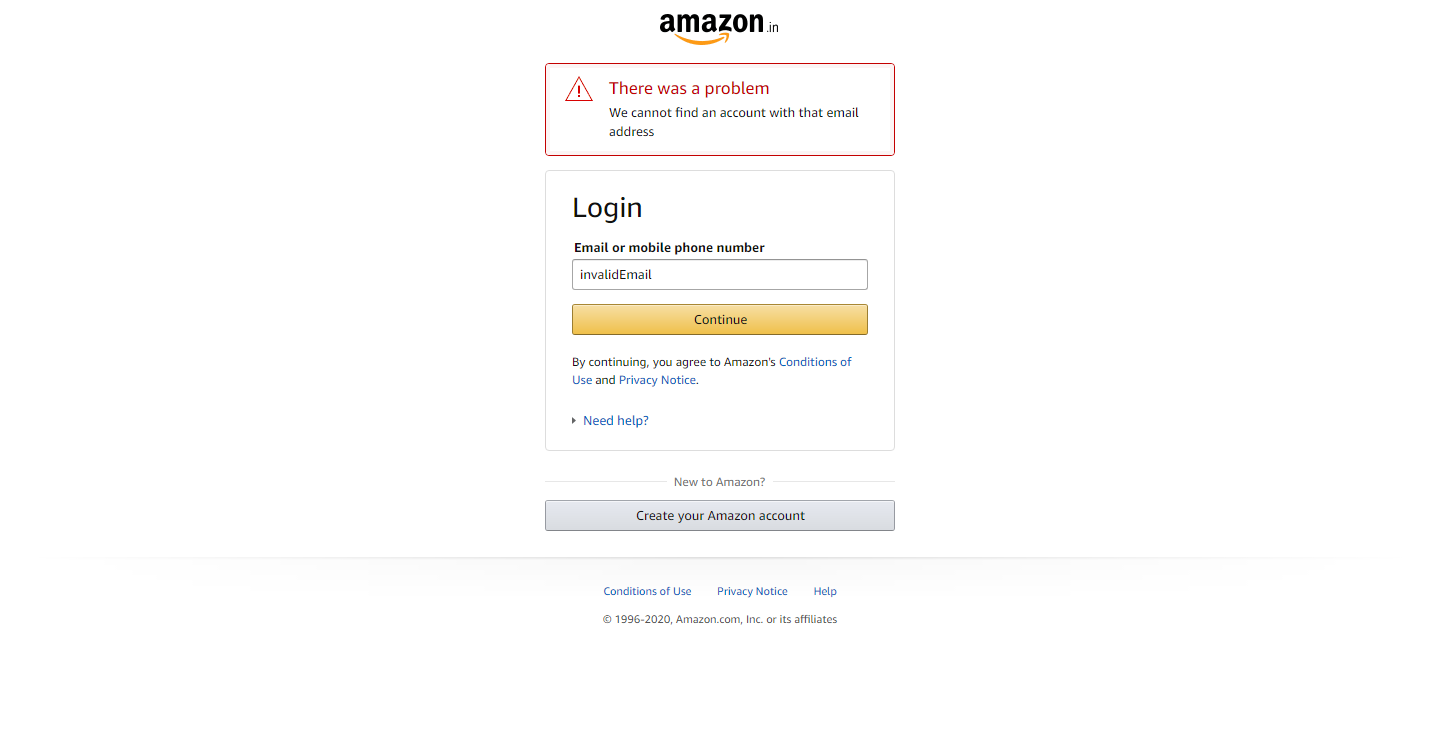 amazon.in
There was a problem
We cannot find an account with that email
address
Login
Email or mobile phone number
invalidEmail
Continue
By continuing, you agree to Amazon's Conditions of
Use and Privacy Notice.
Need help?
New to Amazon?
Create your Amazon account
Conditions of Use Privacy Notice Help
© 1996-2020, Amazon.com, Inc. or its affiliates